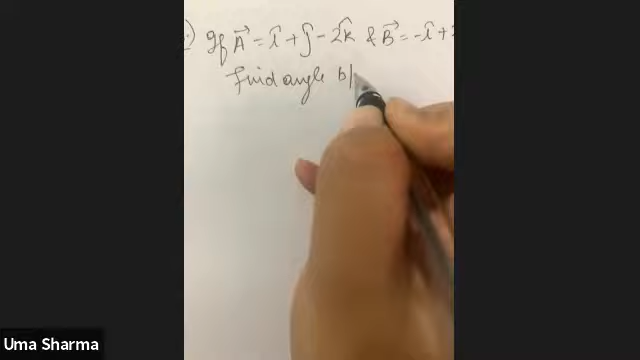 :) If A⃗ = î + ĵ - 2k̂ & B⃗ = -î +
Find angle b/
Uma Sharma